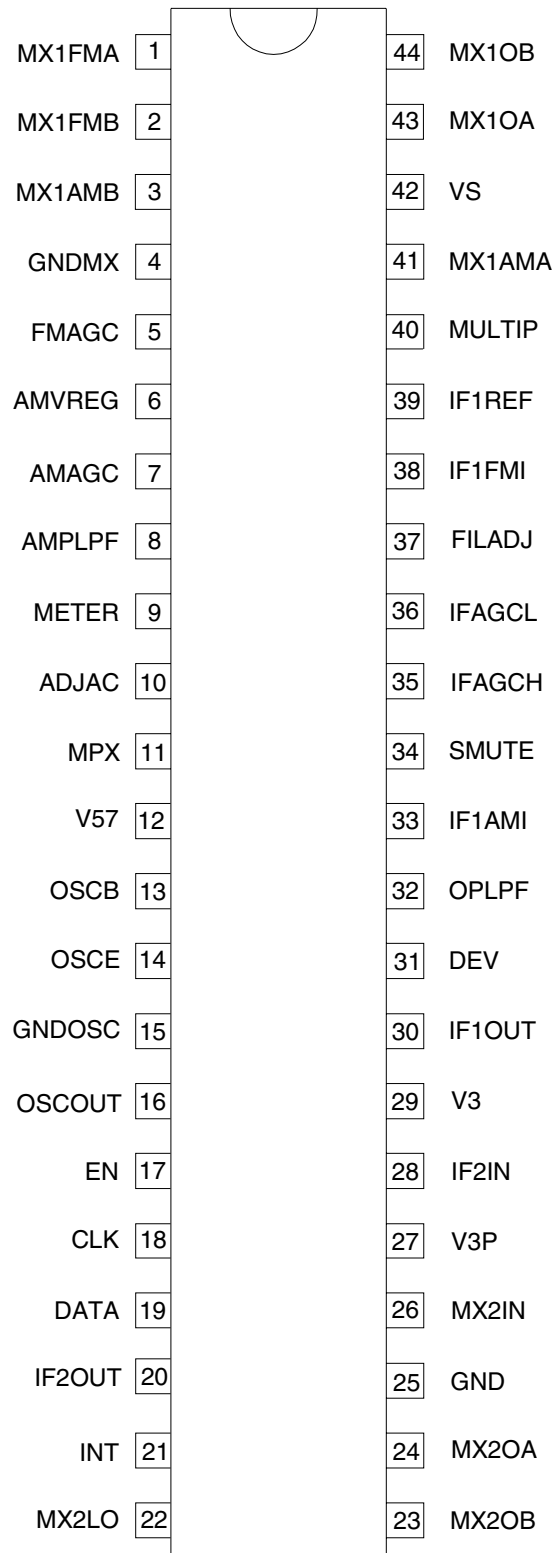 MX1FMA 1 44 MX1OB
MX1FMB 2 43 MX1OA
MX1AMB 3 42 VS
GNDMX 4 41 MX1AMA
FMAGC 5 40 MULTIP
AMVREG 6 39 IF1REF
AMAGC 7 38 IF1FMI
AMPLPF 8 37 FILADJ
METER 9 36 IFAGCL
ADJAC 10 35 IFAGCH
MPX 11 34 SMUTE
V57 12 33 IF1AMI
OSCB 13 32 OPLPF
OSCE 14 31 DEV
GNDOSC 15 30 IF1OUT
OSCOUT 16 29 V3
EN 17 28 IF2IN
CLK 18 27 V3P
DATA 19 26 MX2IN
IF2OUT 20 25 GND
INT 21 24 MX2OA
MX2LO 22 23 MX2OB